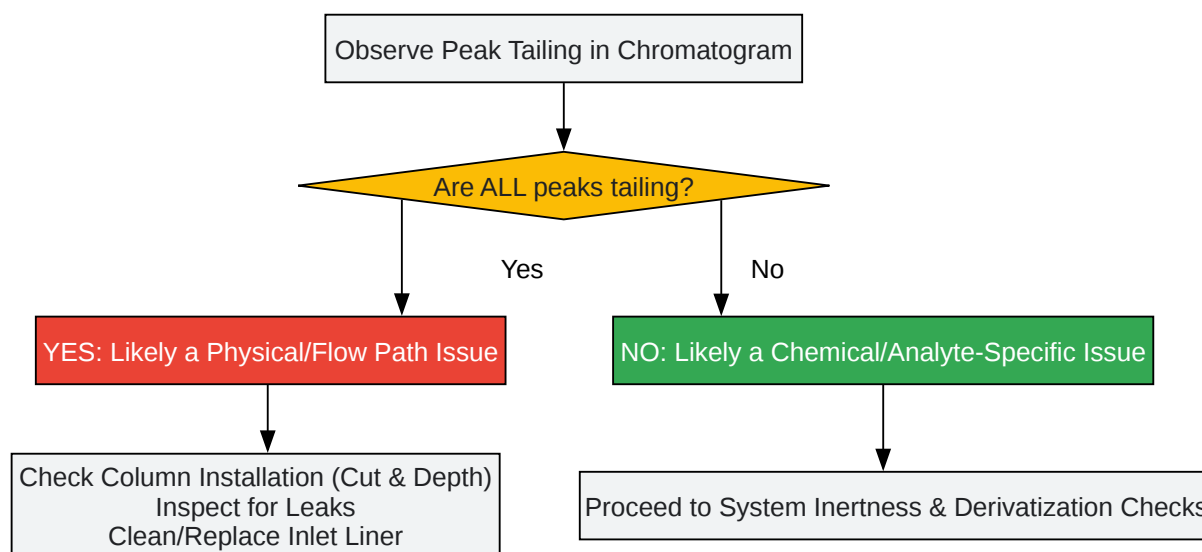 Observe Peak Tailing in Chromatogram
Are ALL peaks tailing?
Yes
No
YES: Likely a Physical/Flow Path Issue
NO: Likely a Chemical/Analyte-Specific Issue
Check Column Installation (Cut & Depth)
Inspect for Leaks
Clean/Replace Inlet Liner
Proceed to System Inertness & Derivatization Checks